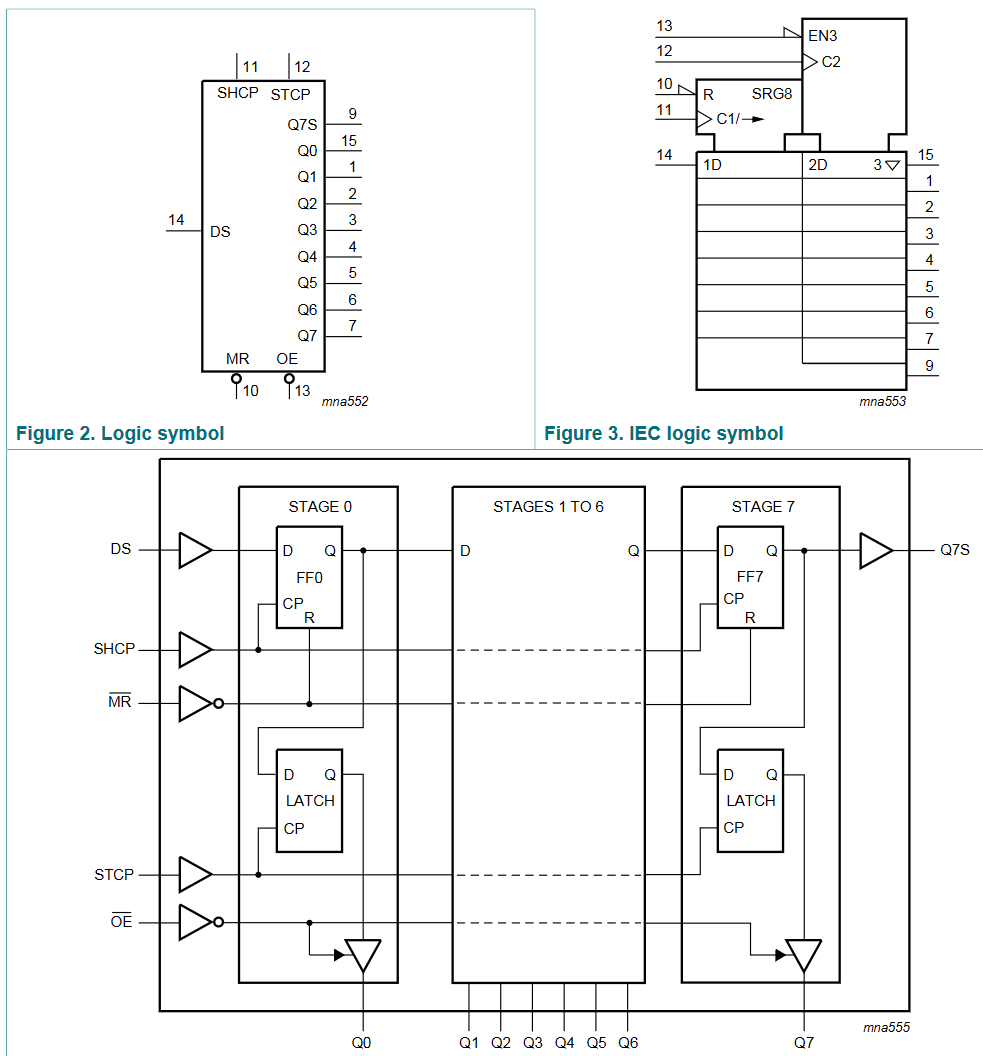 11 12
SHCP STCP
Q7S 9
Q0 15
Q1 1
Q2 2
14 DS Q3 3
Q4 4
Q5 5
Q6 6
Q7 7
MR OE
10 13
mna552
Figure 2. Logic symbol
13 EN3
12 C2
10 R SRG8
11 C1/
14 1D 2D 3 15
1
2
3
4
5
6
7
9
mna553
Figure 3. IEC logic symbol
STAGE 0 STAGES 1 TO 6 STAGE 7
DS D Q D Q D Q Q7S
FF0 FF7
CP CP
R R
SHCP
MR
D Q D Q
LATCH LATCH
CP CP
STCP
OE
mna555
Q0 Q1 Q2 Q3 Q4 Q5 Q6 Q7